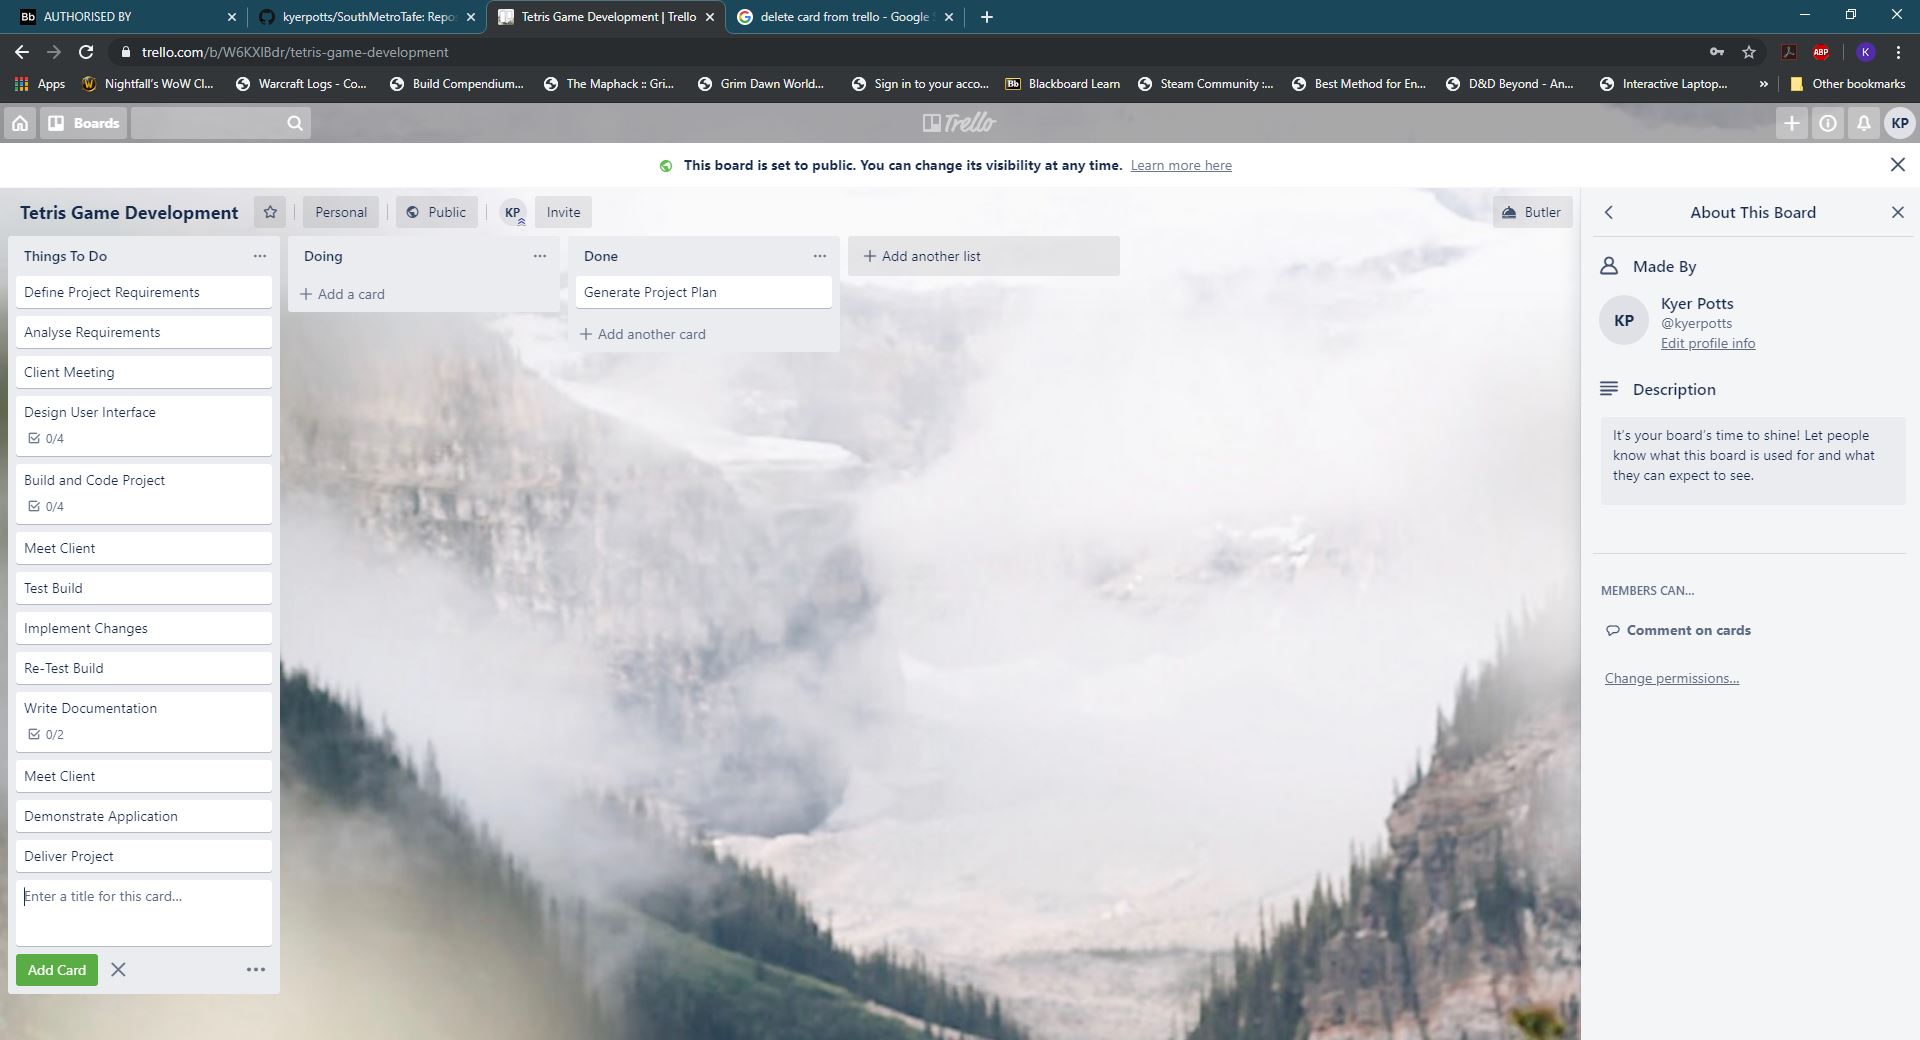 AUTHORISED BY
kyerpotts/SouthMetroTafe: Repo
Tetris Game Development | Trello
delete card from trello - Google
trello.com/b/W6KXlBdr/tetris-game-development
ABP
K
Apps
Nightfall's WoW Cl...
Warcraft Logs - Co...
Build Compendium...
The Maphack :: Gri...
Grim Dawn World...
Sign in to your acco...
Bb
Blackboard Learn
Steam Community :...
Best Method for En...
D&D Beyond - An...
Interactive Laptop...
»
Other bookmarks
Boards
Trello
KP
This board is set to public. You can change its visibility at any time. Learn more here
Tetris Game Development
Personal
Public
KP
Invite
Butler
Things To Do
Define Project Requirements
Analyse Requirements
Client Meeting
Design User Interface
0/4
Build and Code Project
0/4
Meet Client
Test Build
Implement Changes
Re-Test Build
Write Documentation
0/2
Meet Client
Demonstrate Application
Deliver Project
Enter a title for this card...
Add Card
Doing
Add a card
Done
Generate Project Plan
Add another card
Add another list
About This Board
Made By
KP
Kyer Potts
@kyerpotts
Edit profile info
Description
It's your board's time to shine! Let people
know what this board is used for and what
they can expect to see.
MEMBERS CAN...
Comment on cards
Change permissions...